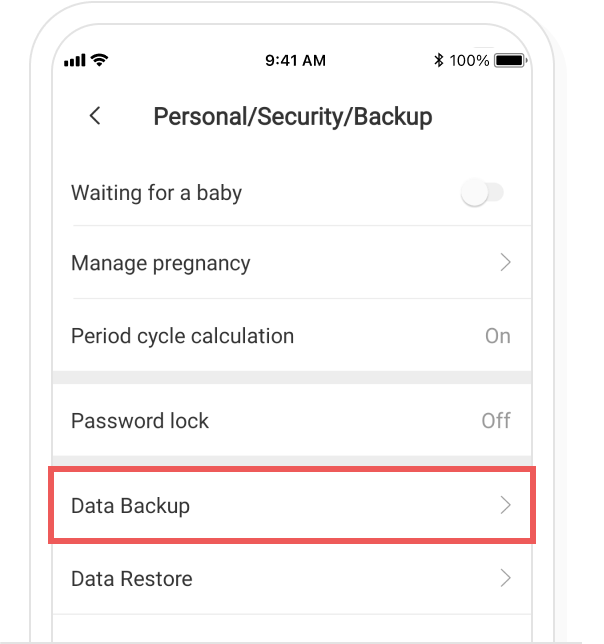 9:41 AM 100%
Personal/Security/Backup
Waiting for a baby
Manage pregnancy
Period cycle calculation On
Password lock Off
Data Backup
Data Restore